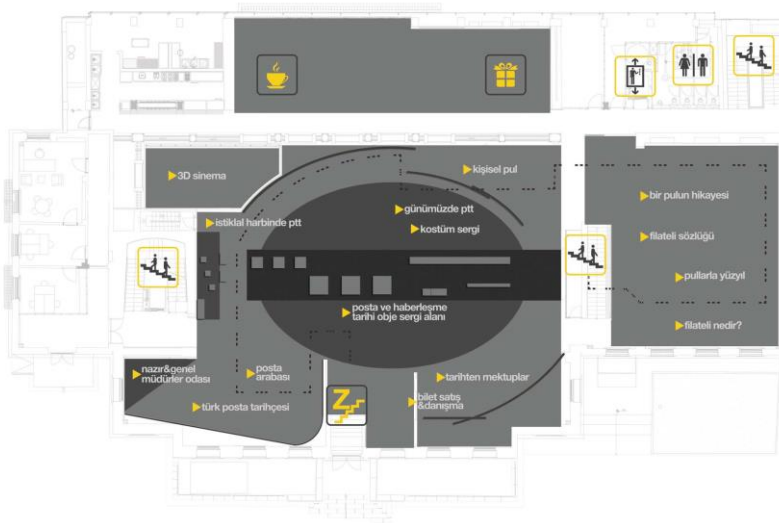 3D sinema
kişisel pul
bir pulun hikayesi
günümüzde ptt
istiklal harbinde ptt
kostüm sergi
filateli sözlüğü
pullarla yüzyıl
posta ve haberleşme
tarihi obje sergi alanı
filateli nedir?
nazır&genel
müdürler odası
posta
arabası
tarihten mektuplar
türk posta tarihçesi
Z
bilet satış
&danışma